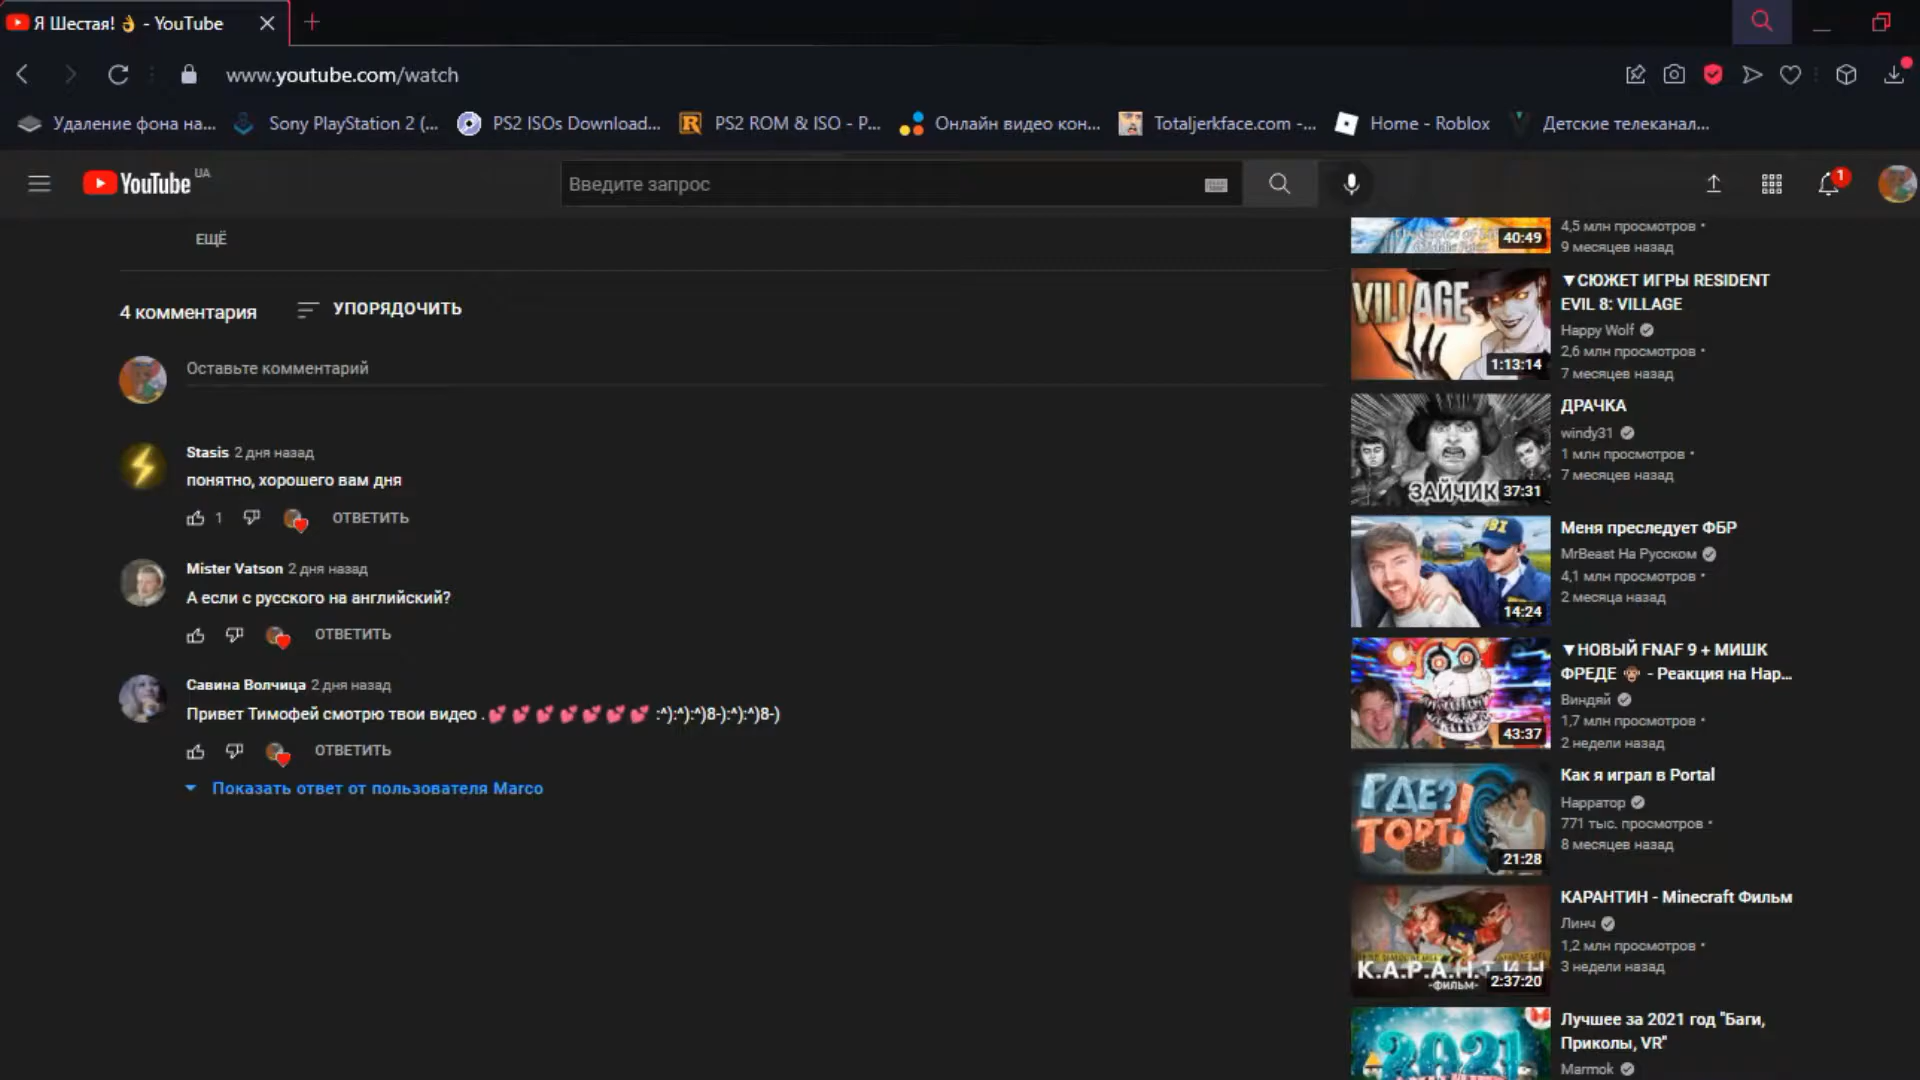 Я Шестая! 👌 - YouTube
www.youtube.com/watch
Удаление фона на...
Sony PlayStation 2 (...
PS2 ISOs Download...
PS2 ROM & ISO - P...
Онлайн видео кон...
Totaljerkface.com -...
Home - Roblox
Детские телеканал...
YouTube UA
Введите запрос
1
ЕЩЁ
4 комментария
УПОРЯДОЧИТЬ
Оставьте комментарий
Stasis 2 дня назад
понятно, хорошего вам дня
1
ОТВЕТИТЬ
Mister Vatson 2 дня назад
А если с русского на английский?
ОТВЕТИТЬ
Савина Волчица 2 дня назад
Привет Тимофей смотрю твои видео . 💕 💕 💕 💕 💕 💕 💕 :^):^):^)8-):^):^)8-)
ОТВЕТИТЬ
Показать ответ от пользователя Marco
40:49
4,5 млн просмотров •
9 месяцев назад
VILLAGE
1:13:14
▼СЮЖЕТ ИГРЫ RESIDENT
EVIL 8: VILLAGE
Happy Wolf
2,6 млн просмотров •
7 месяцев назад
ЗАЙЧИК
37:31
ДРАЧКА
windy31
1 млн просмотров •
7 месяцев назад
14:24
Меня преследует ФБР
MrBeast На Русском
4,1 млн просмотров •
2 месяца назад
43:37
▼НОВЫЙ FNAF 9 + МИШК
ФРЕДЕ 🐵 - Реакция на Нар...
Виндяй
1,7 млн просмотров •
2 недели назад
ГДЕ?
ТОРТ!
21:28
Как я играл в Portal
Нарратор
771 тыс. просмотров •
8 месяцев назад
К.А.Р.А.Н.Т.И.Н
-ФИЛЬМ-
2:37:20
КАРАНТИН - Minecraft Фильм
Линч
1,2 млн просмотров •
3 недели назад
2021
Лучшее за 2021 год "Баги,
Приколы, VR"
Marmok